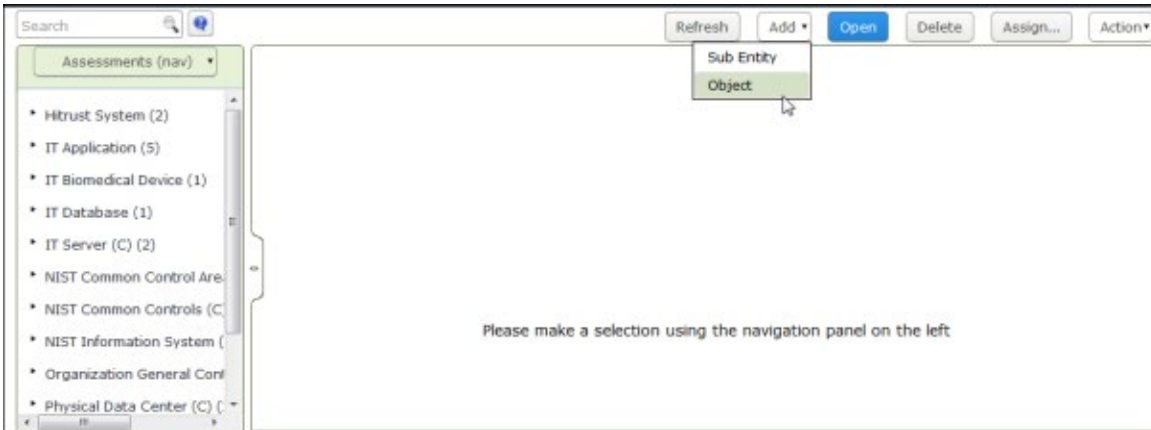 Search
Refresh Add Open Delete Assign... Action
Sub Entity
Object
Assessments (nav)
Hitrust System (2)
IT Application (5)
IT Biomedical Device (1)
IT Database (1)
IT Server (C) (2)
NIST Common Control Are
NIST Common Controls (C
NIST Information System (
Organization General Cont
Physical Data Center (C) (
Please make a selection using the navigation panel on the left